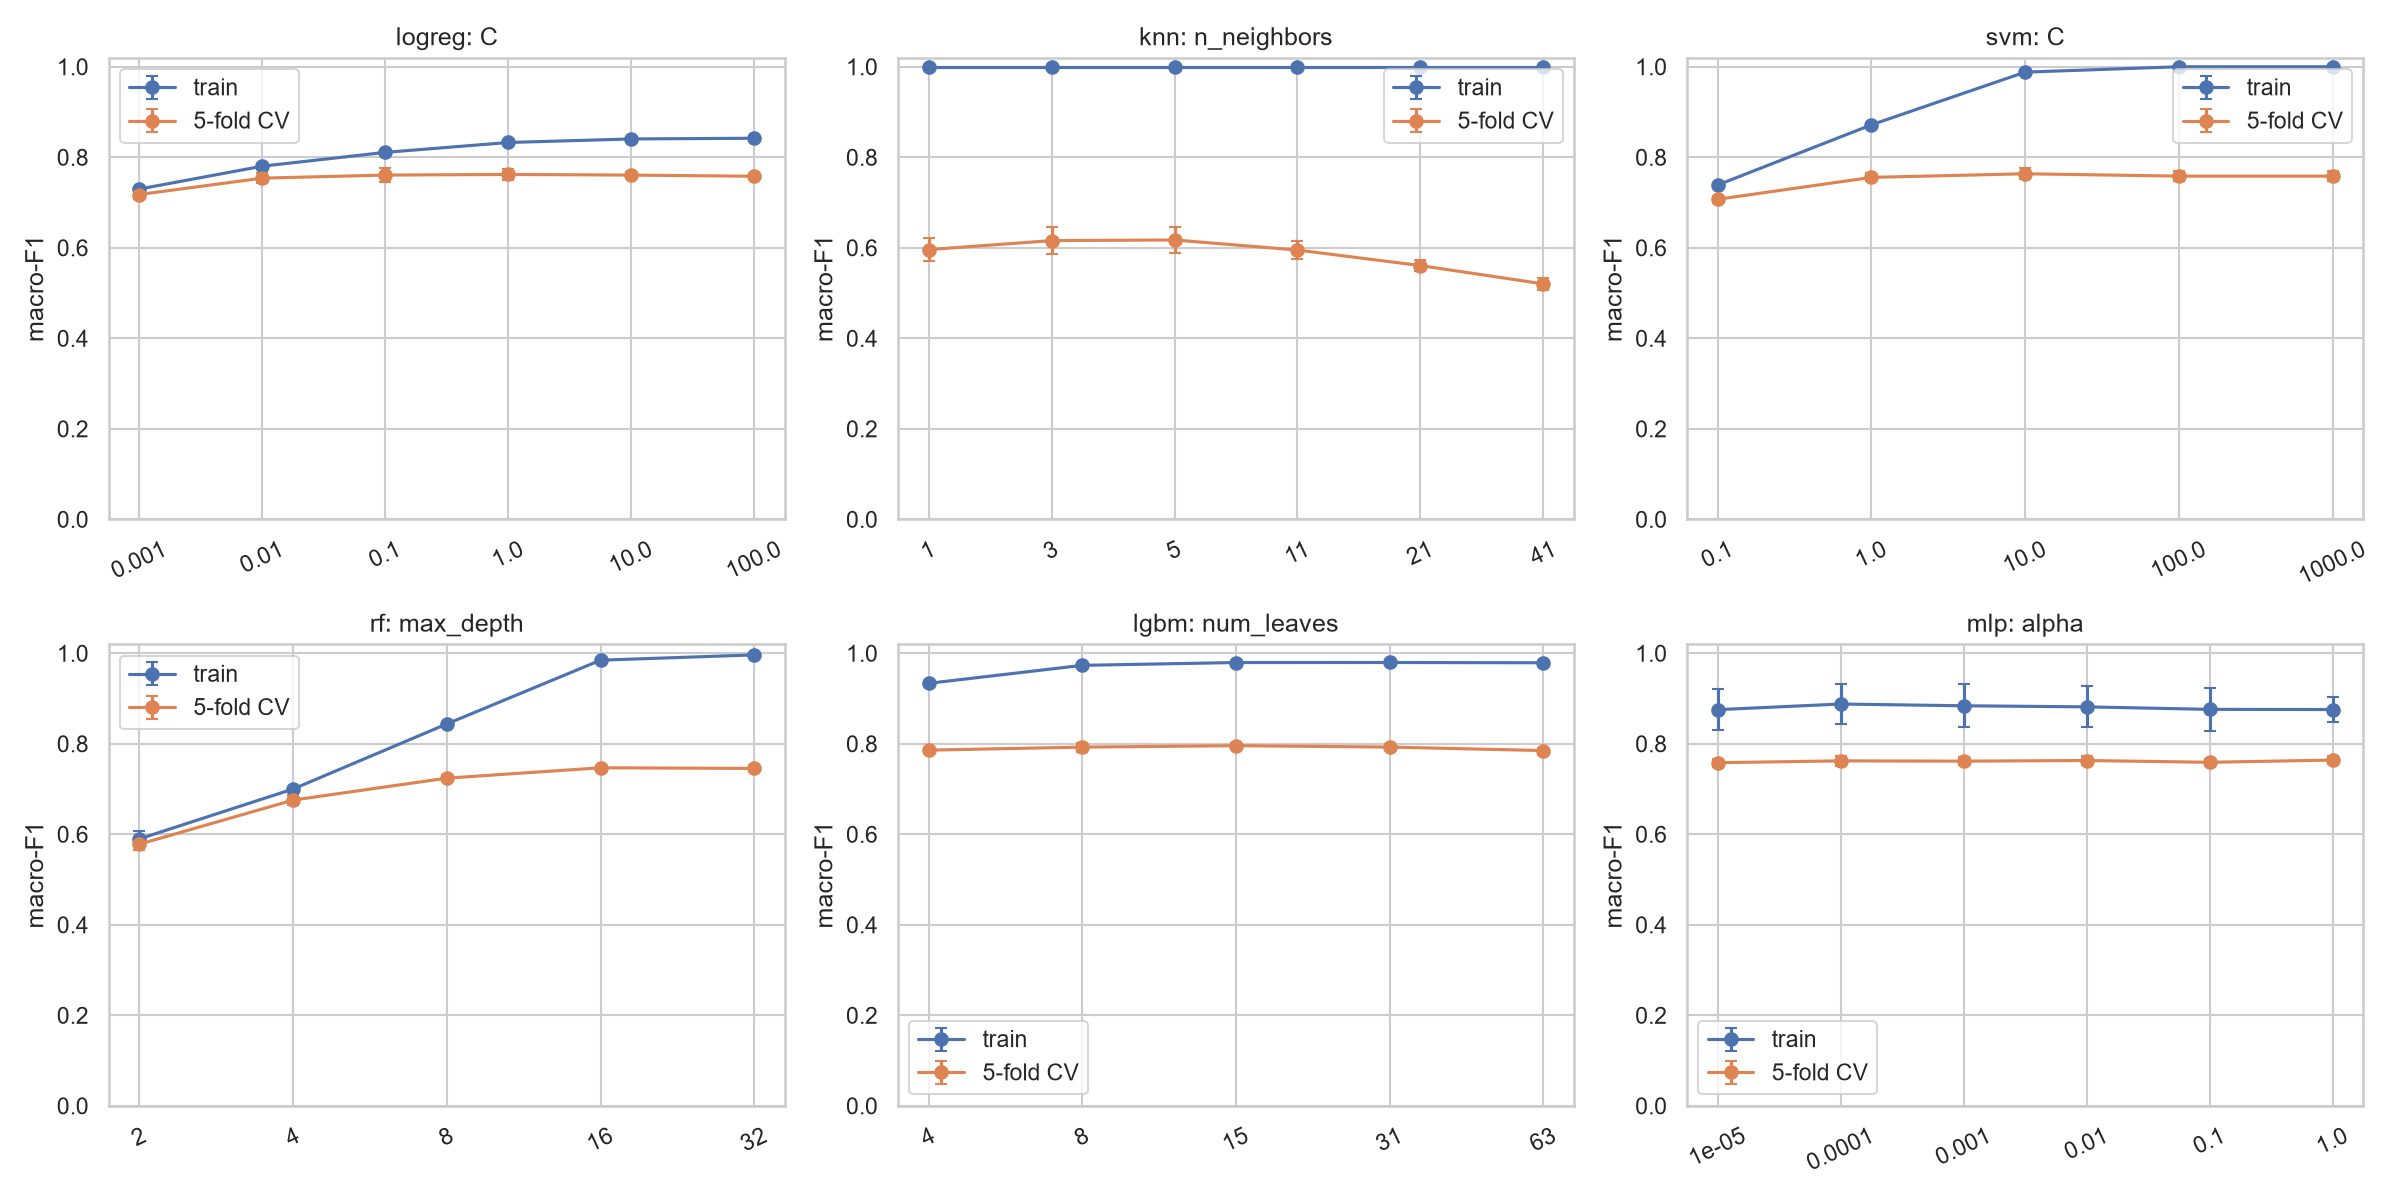 logreg: C
macro-F1
1.0
0.8
0.6
0.4
0.2
0.0
train
5-fold CV
0.001
0.01
0.1
1.0
10.0
100.0
knn: n_neighbors
macro-F1
1.0
0.8
0.6
0.4
0.2
0.0
train
5-fold CV
1
3
5
11
21
41
svm: C
macro-F1
1.0
0.8
0.6
0.4
0.2
0.0
train
5-fold CV
0.1
1.0
10.0
100.0
1000.0
rf: max_depth
macro-F1
1.0
0.8
0.6
0.4
0.2
0.0
train
5-fold CV
2
4
8
16
32
lgbm: num_leaves
macro-F1
1.0
0.8
0.6
0.4
0.2
0.0
train
5-fold CV
4
8
15
31
63
mlp: alpha
macro-F1
1.0
0.8
0.6
0.4
0.2
0.0
train
5-fold CV
1e-05
0.0001
0.001
0.01
0.1
1.0